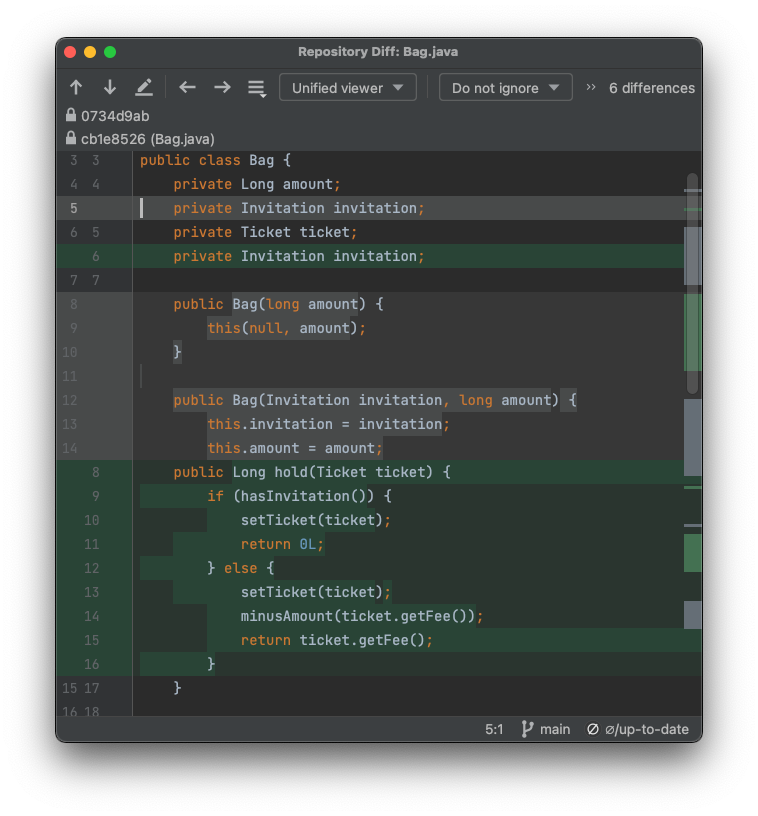 Repository Diff: Bag.java
Unified viewer Do not ignore 6 differences
0734d9ab
cb1e8526 (Bag.java)
3 3 public class Bag {
4 4 private Long amount;
5 private Invitation invitation;
6 5 private Ticket ticket;
6 private Invitation invitation;
7 7
8 public Bag(long amount) {
9 this(null, amount);
10 }
11
12 public Bag(Invitation invitation, long amount) {
13 this.invitation = invitation;
14 this.amount = amount;
8 public Long hold(Ticket ticket) {
9 if (hasInvitation()) {
10 setTicket(ticket);
11 return 0L;
12 } else {
13 setTicket(ticket);
14 minusAmount(ticket.getFee());
15 return ticket.getFee();
16 }
15 17 }
16 18
5:1 main ∅/up-to-date